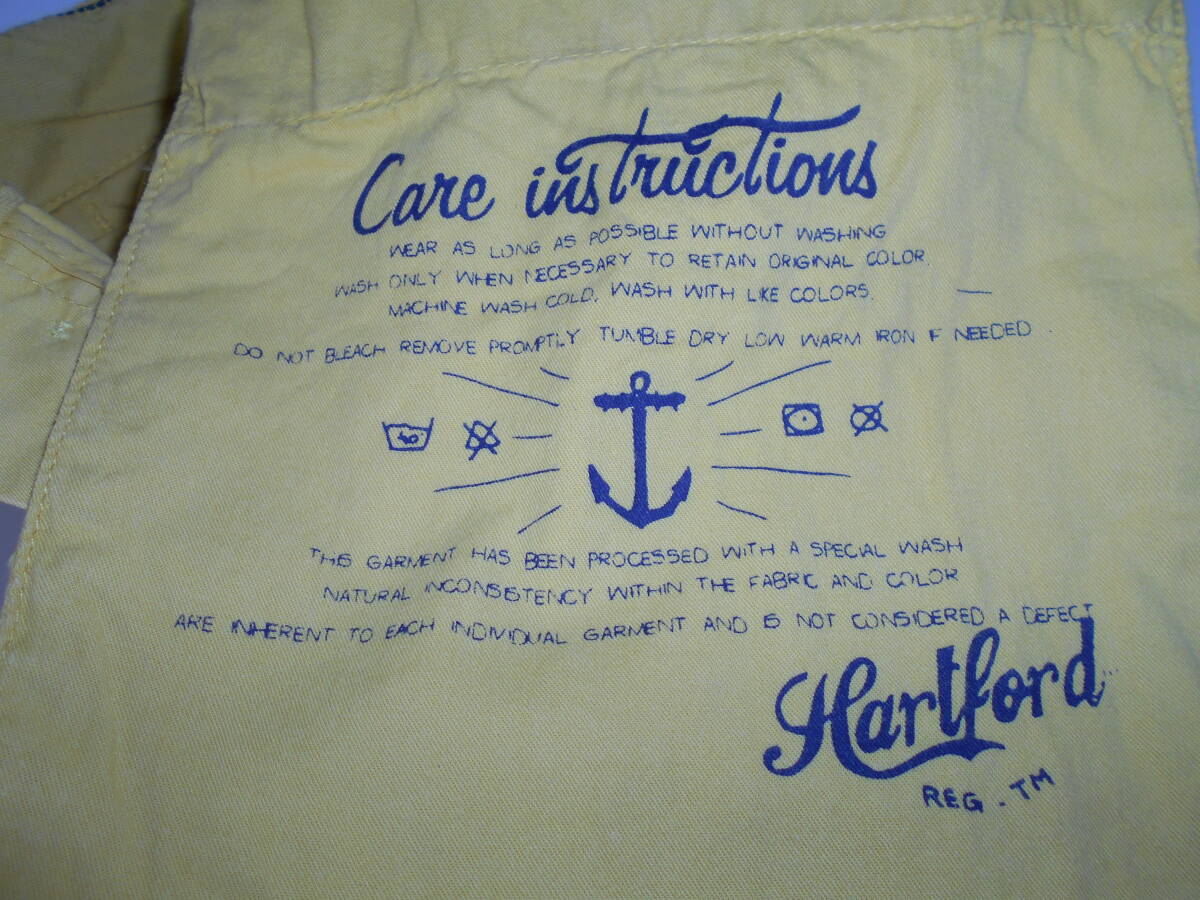 Care instructions
WEAR AS LONG AS POSSIBLE WITHOUT WASHING
WASH ONLY WHEN NECESSARY TO RETAIN ORIGINAL COLOR.
MACHINE WASH COLD, WASH WITH LIKE COLORS.
DO NOT BLEACH REMOVE PROMPTLY TUMBLE DRY LOW WARM IRON IF NEEDED.
40°
THIS GARMENT HAS BEEN PROCESSED WITH A SPECIAL WASH
NATURAL INCONSISTENCY WITHIN THE FABRIC AND COLOR
ARE INHERENT TO EACH INDIVIDUAL GARMENT AND IS NOT CONSIDERED A DEFECT
Hartford
REG. TM